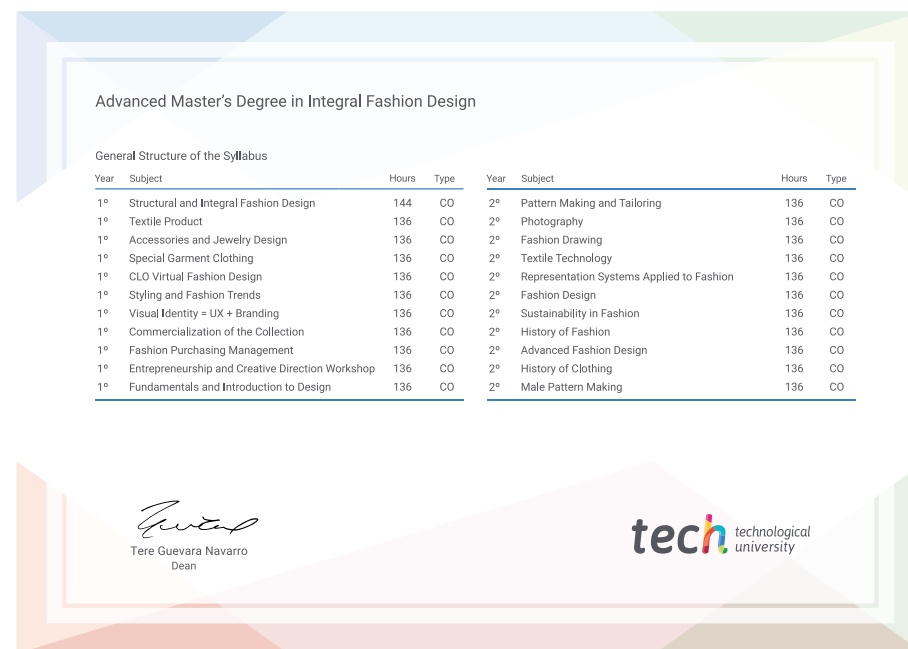 Advanced Master's Degree in Integral Fashion Design
General Structure of the Syllabus
Year Subject Hours Type
1º Structural and Integral Fashion Design 144 CO
1º Textile Product 136 CO
1º Accessories and Jewelry Design 136 CO
1º Special Garment Clothing 136 CO
1º CLO Virtual Fashion Design 136 CO
1º Styling and Fashion Trends 136 CO
1º Visual Identity = UX + Branding 136 CO
1º Commercialization of the Collection 136 CO
1º Fashion Purchasing Management 136 CO
1º Entrepreneurship and Creative Direction Workshop 136 CO
1º Fundamentals and Introduction to Design 136 CO
Year Subject Hours Type
2º Pattern Making and Tailoring 136 CO
2º Photography 136 CO
2º Fashion Drawing 136 CO
2º Textile Technology 136 CO
2º Representation Systems Applied to Fashion 136 CO
2º Fashion Design 136 CO
2º Sustainability in Fashion 136 CO
2º History of Fashion 136 CO
2º Advanced Fashion Design 136 CO
2º History of Clothing 136 CO
2º Male Pattern Making 136 CO
Tere Guevara Navarro
Dean
tech technological
university